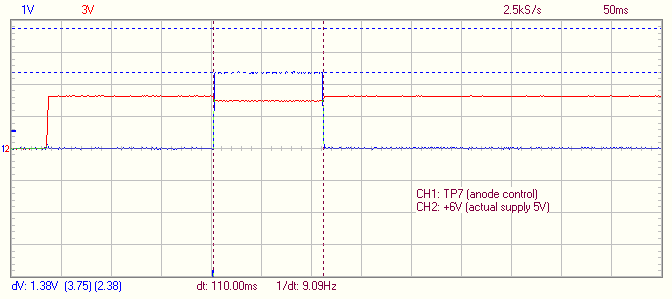 1V 3V 2.5kS/s 50ms
12
CH1: TP7 (anode control)
CH2: +6V (actual supply 5V)
dV: 1.38V (3.75) (2.38) dt: 110.00ms 1/dt: 9.09Hz